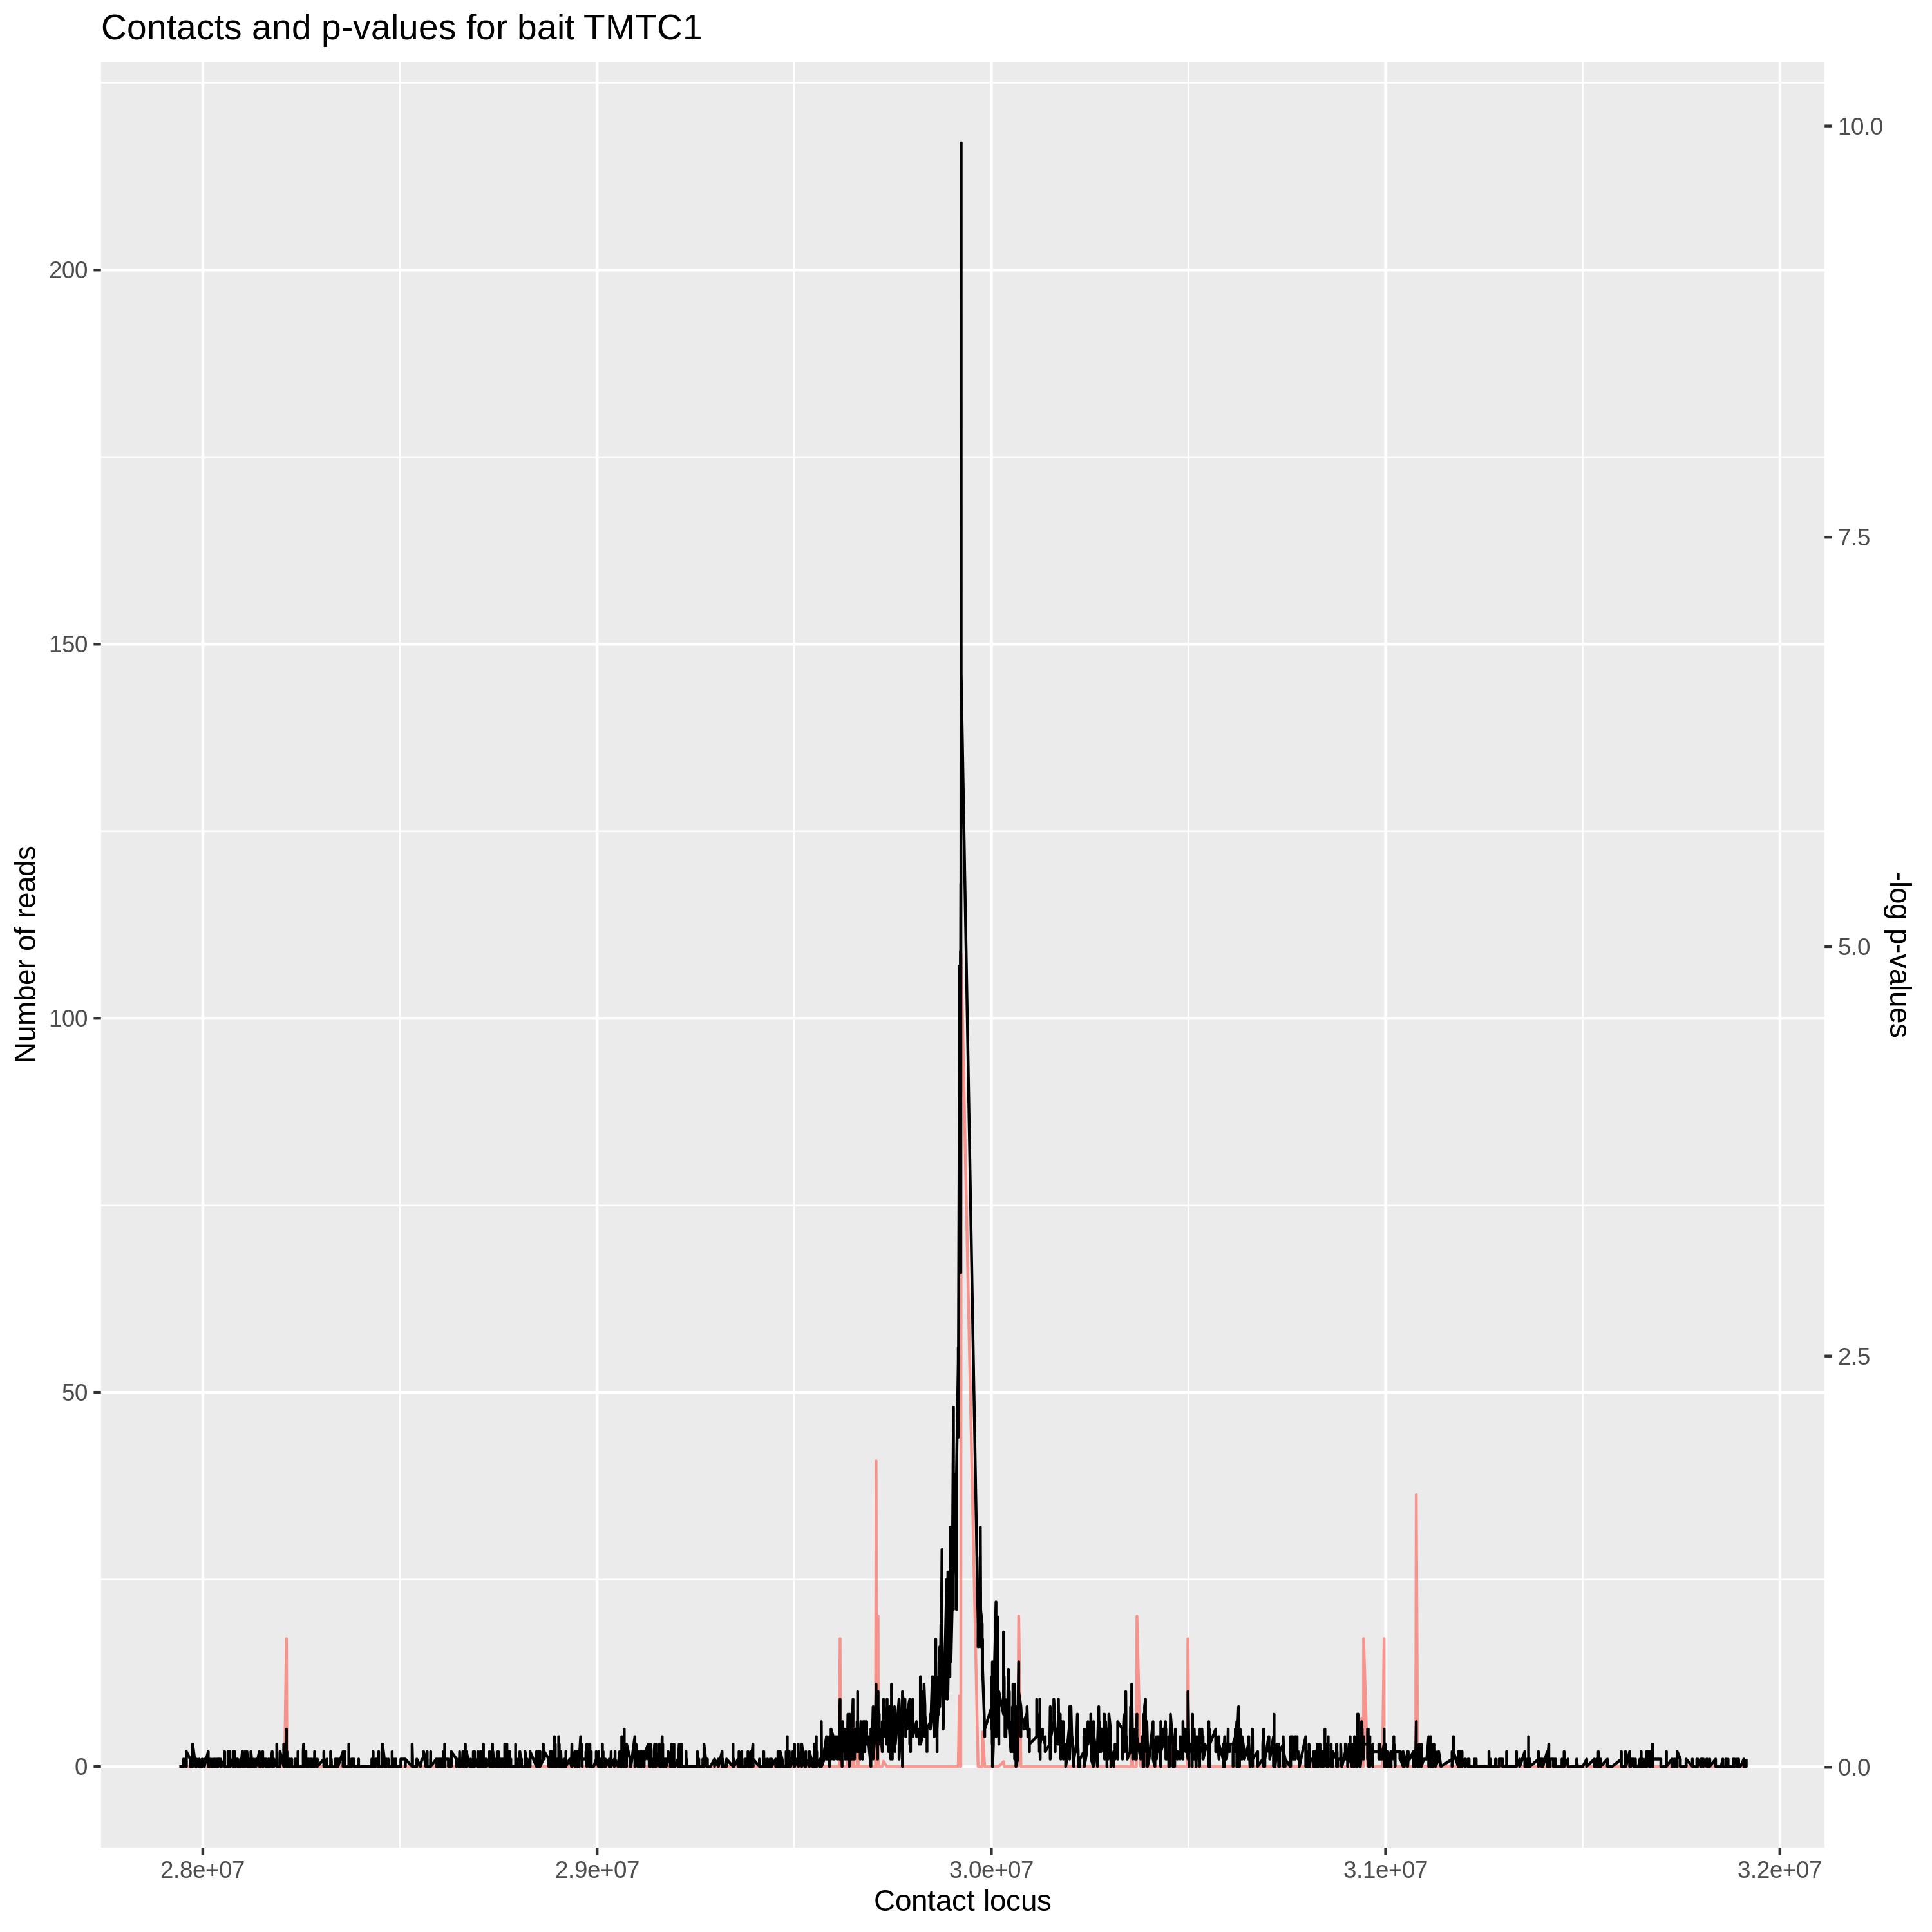 Contacts and p-values for bait TMTC1
200
150
100
50
0
Number of reads
10.0
7.5
5.0
2.5
0.0
-log p-values
2.8e+07
2.9e+07
3.0e+07
3.1e+07
3.2e+07
Contact locus